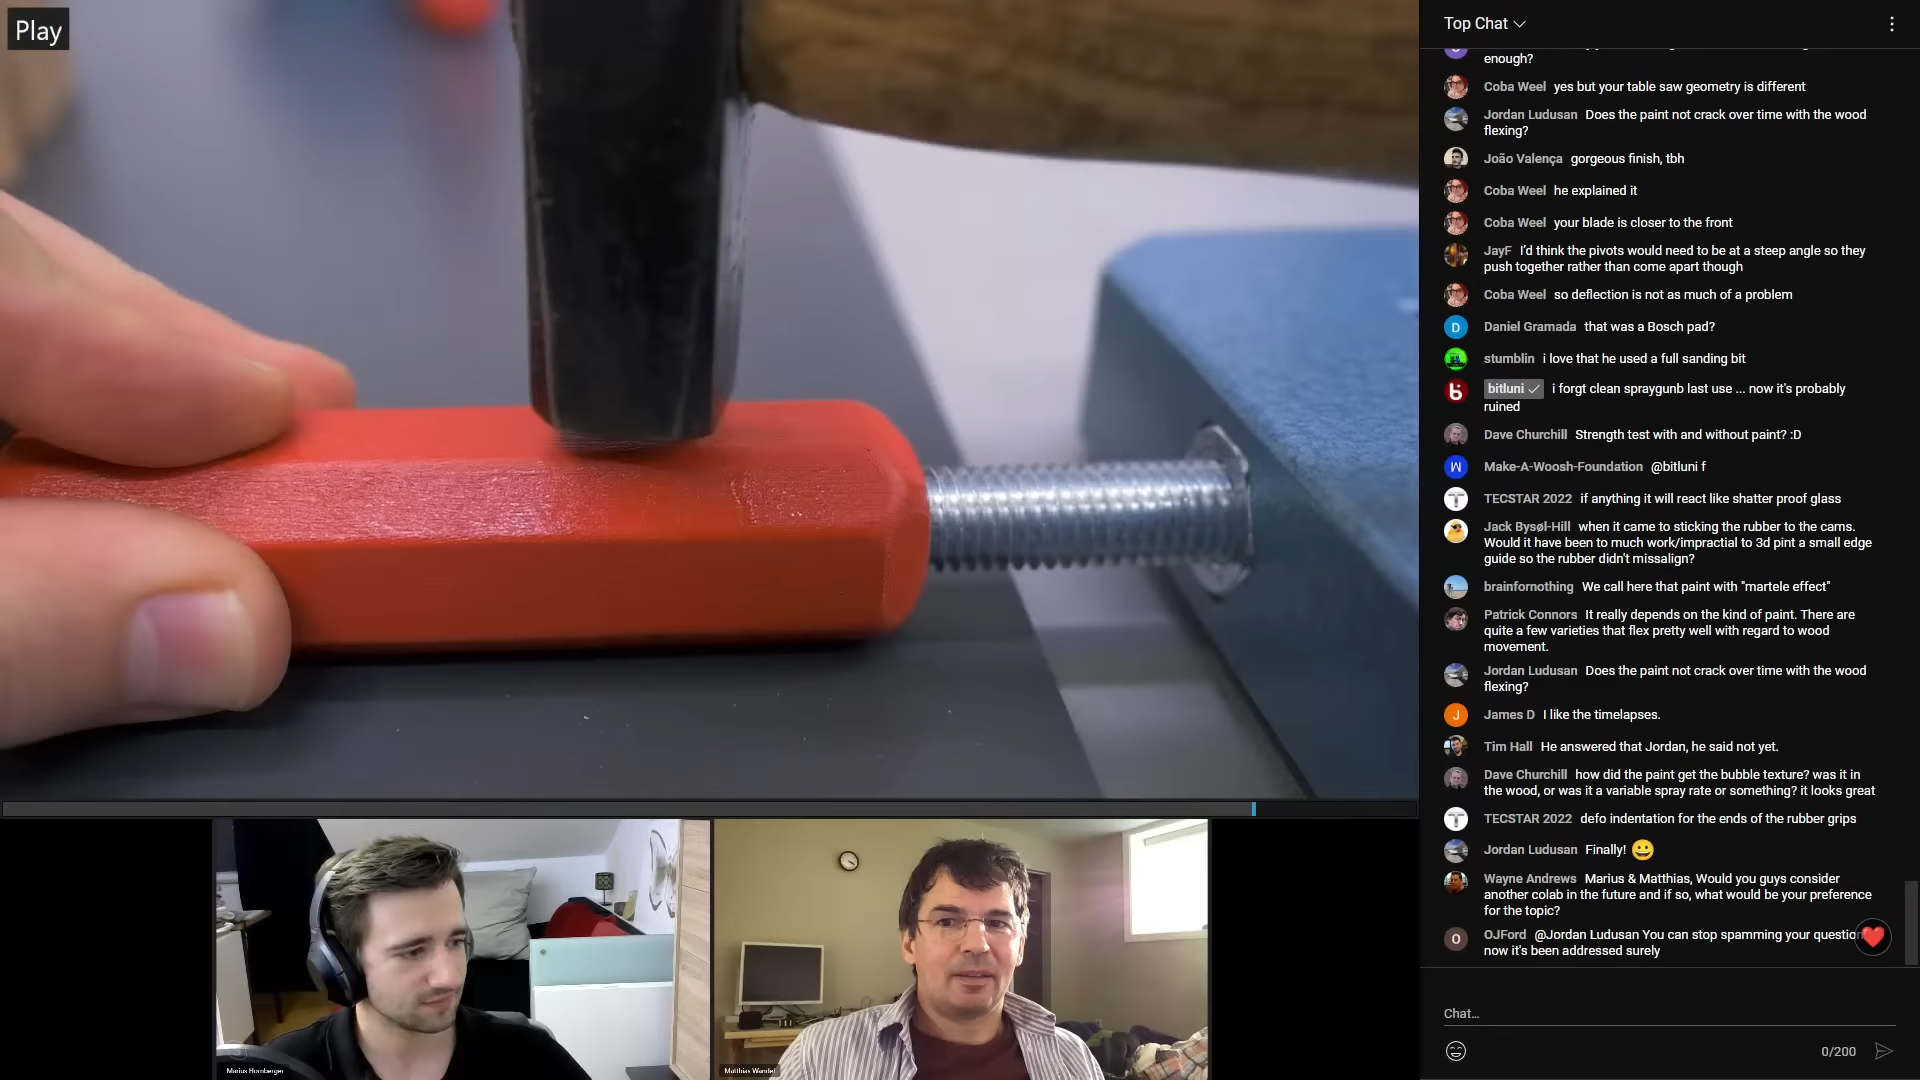 Play
Top Chat
enough?
Coba Weel yes but your table saw geometry is different
Jordan Ludusan Does the paint not crack over time with the wood
flexing?
João Valença gorgeous finish, tbh
Coba Weel he explained it
Coba Weel your blade is closer to the front
JayF I'd think the pivots would need to be at a steep angle so they
push together rather than come apart though
Coba Weel so deflection is not as much of a problem
D Daniel Gramada that was a Bosch pad?
stumblin i love that he used a full sanding bit
bitluni i forgt clean spraygunb last use ... now it's probably
ruined
Dave Churchill Strength test with and without paint? :D
Make-A-Woosh-Foundation @bitluni f
TECSTAR 2022 if anything it will react like shatter proof glass
Jack Bysøl-Hill when it came to sticking the rubber to the cams.
Would it have been to much work/impractial to 3d pint a small edge
guide so the rubber didn't missalign?
brainfornothing We call here that paint with "martele effect"
Patrick Connors It really depends on the kind of paint. There are
quite a few varieties that flex pretty well with regard to wood
movement.
Jordan Ludusan Does the paint not crack over time with the wood
flexing?
J James D I like the timelapses.
Tim Hall He answered that Jordan, he said not yet.
Dave Churchill how did the paint get the bubble texture? was it in
the wood, or was it a variable spray rate or something? it looks great
TECSTAR 2022 defo indentation for the ends of the rubber grips
Jordan Ludusan Finally! 😀
Wayne Andrews Marius & Matthias, Would you guys consider
another colab in the future and if so, what would be your preference
for the topic?
O OJFord @Jordan Ludusan You can stop spamming your questio
now it's been addressed surely
Chat...
0/200
Marius Hornberger
Matthias Wandel